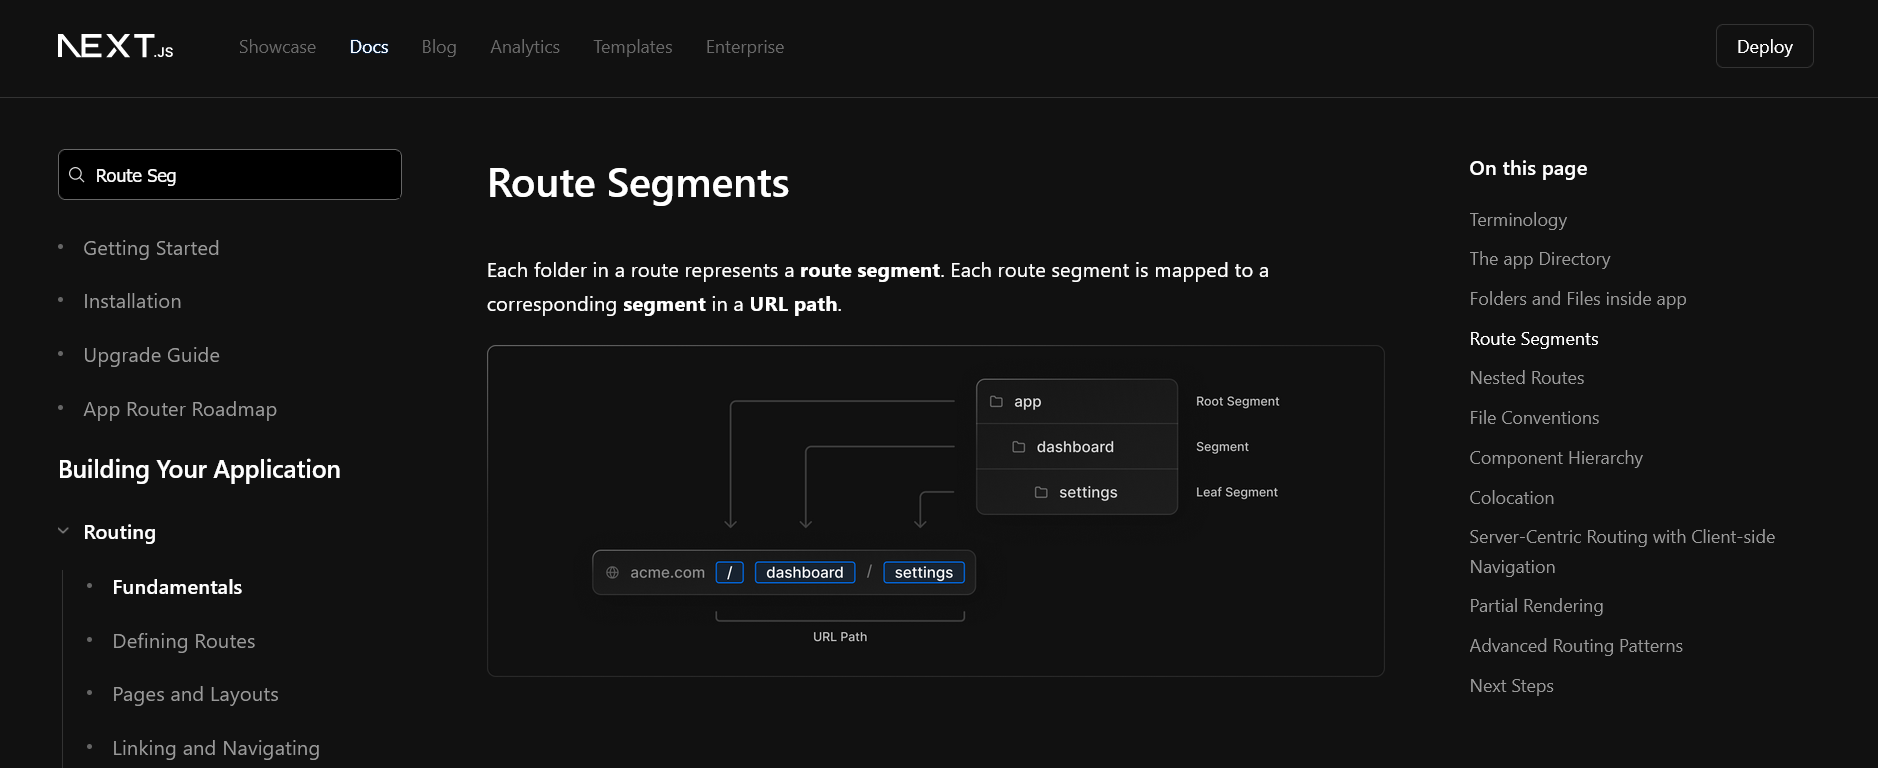 NEXT.JS
Showcase
Docs
Blog
Analytics
Templates
Enterprise
Deploy
Route Seg
Getting Started
Installation
Upgrade Guide
App Router Roadmap
Building Your Application
Routing
Fundamentals
Defining Routes
Pages and Layouts
Linking and Navigating
Route Segments
Each folder in a route represents a route segment. Each route segment is mapped to a
corresponding segment in a URL path.
app
Root Segment
dashboard
Segment
settings
Leaf Segment
acme.com / dashboard / settings
URL Path
On this page
Terminology
The app Directory
Folders and Files inside app
Route Segments
Nested Routes
File Conventions
Component Hierarchy
Colocation
Server-Centric Routing with Client-side
Navigation
Partial Rendering
Advanced Routing Patterns
Next Steps